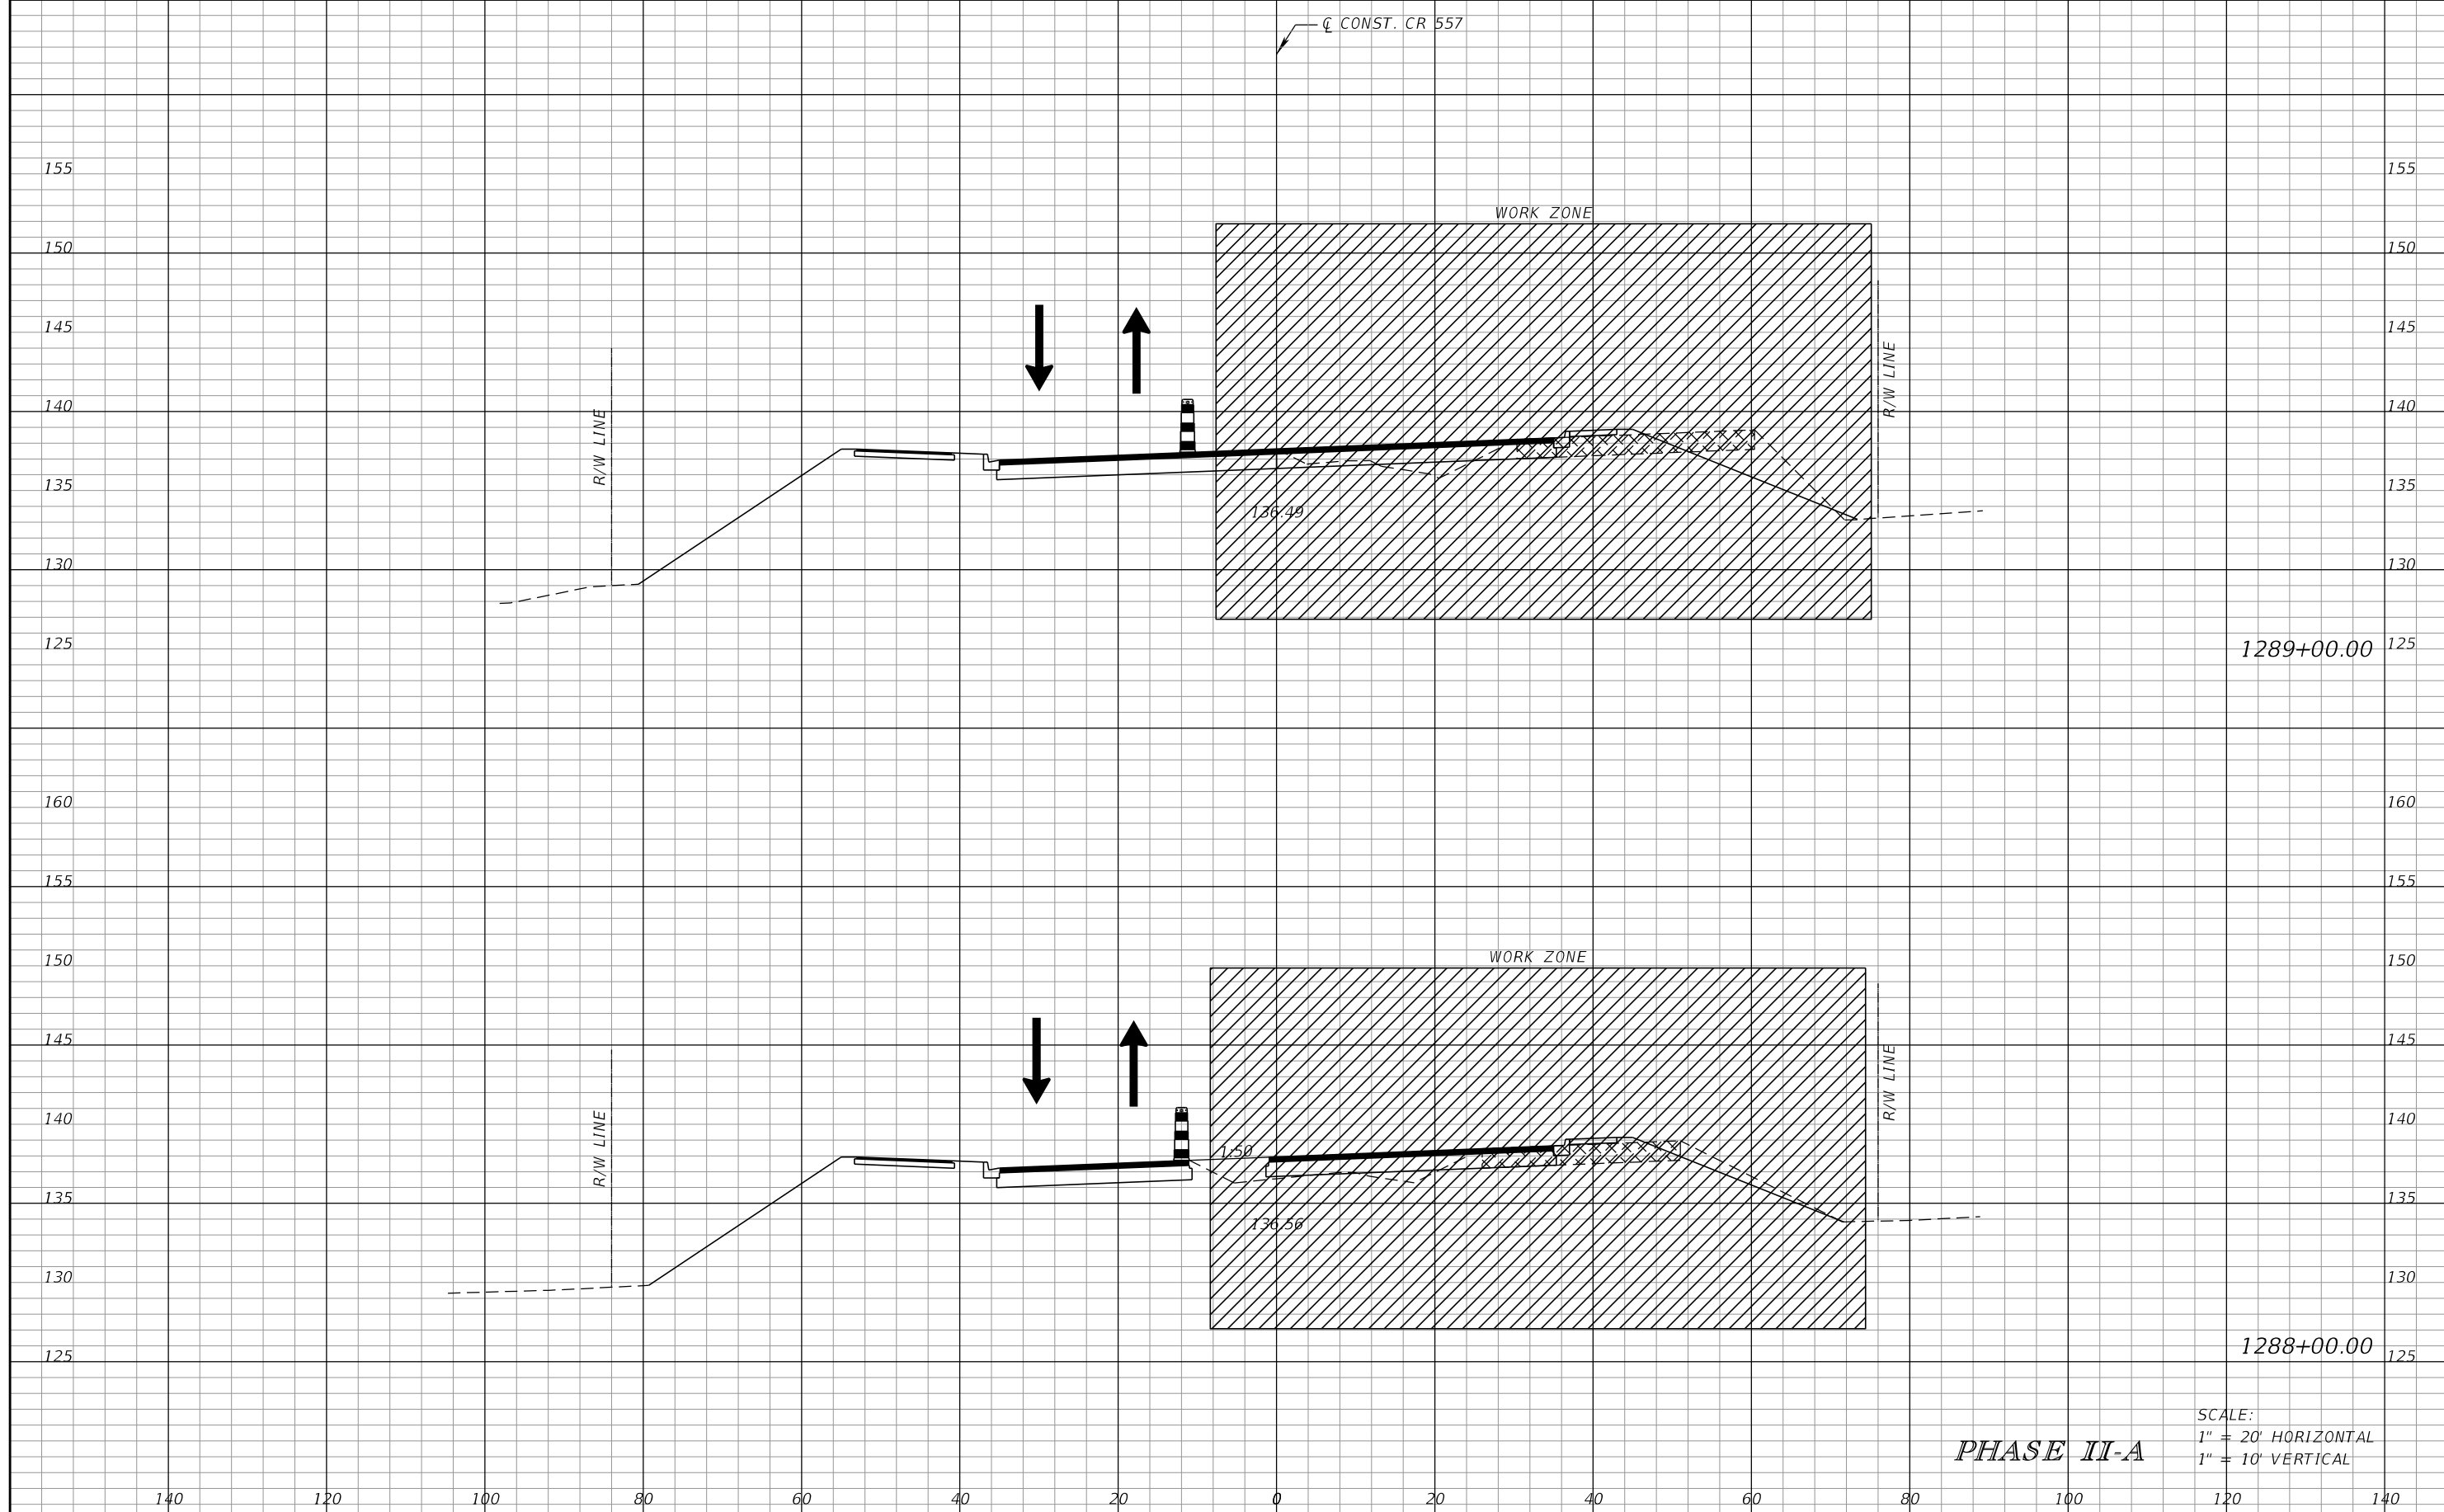 ℄ CONST. CR 557
155 155
WORK ZONE
150 150
145 145
R/W LINE R/W LINE
140 140
135 135
136.49
130 130
125 1289+00.00 125
160 160
155 155
WORK ZONE
150 150
145 145
R/W LINE R/W LINE
140 140
1:50
135 135
136.56
130 130
125 1288+00.00 125
SCALE:
1" = 20' HORIZONTAL
PHASE II-A
1" = 10' VERTICAL
140 120 100 80 60 40 20 0 20 40 60 80 100 120 140